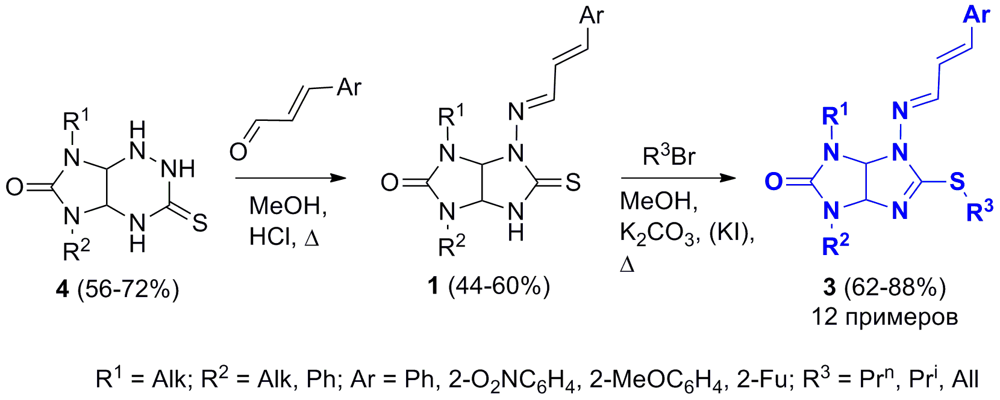 Ar
Ar
Ar
O
R¹
H
N
N
NH
O
N
N
H
S
R²
4 (56-72%)
MeOH,
HCl, Δ
N
R¹
N
N
O
S
N
N
H
R²
1 (44-60%)
R³Br
MeOH,
K₂CO₃, (KI),
Δ
N
R¹
N
N
O
S
N
N
R³
R²
3 (62-88%)
12 примеров
R¹ = Alk; R² = Alk, Ph; Ar = Ph, 2-O₂NC₆H₄, 2-MeOC₆H₄, 2-Fu; R³ = Prⁿ, Prⁱ, All